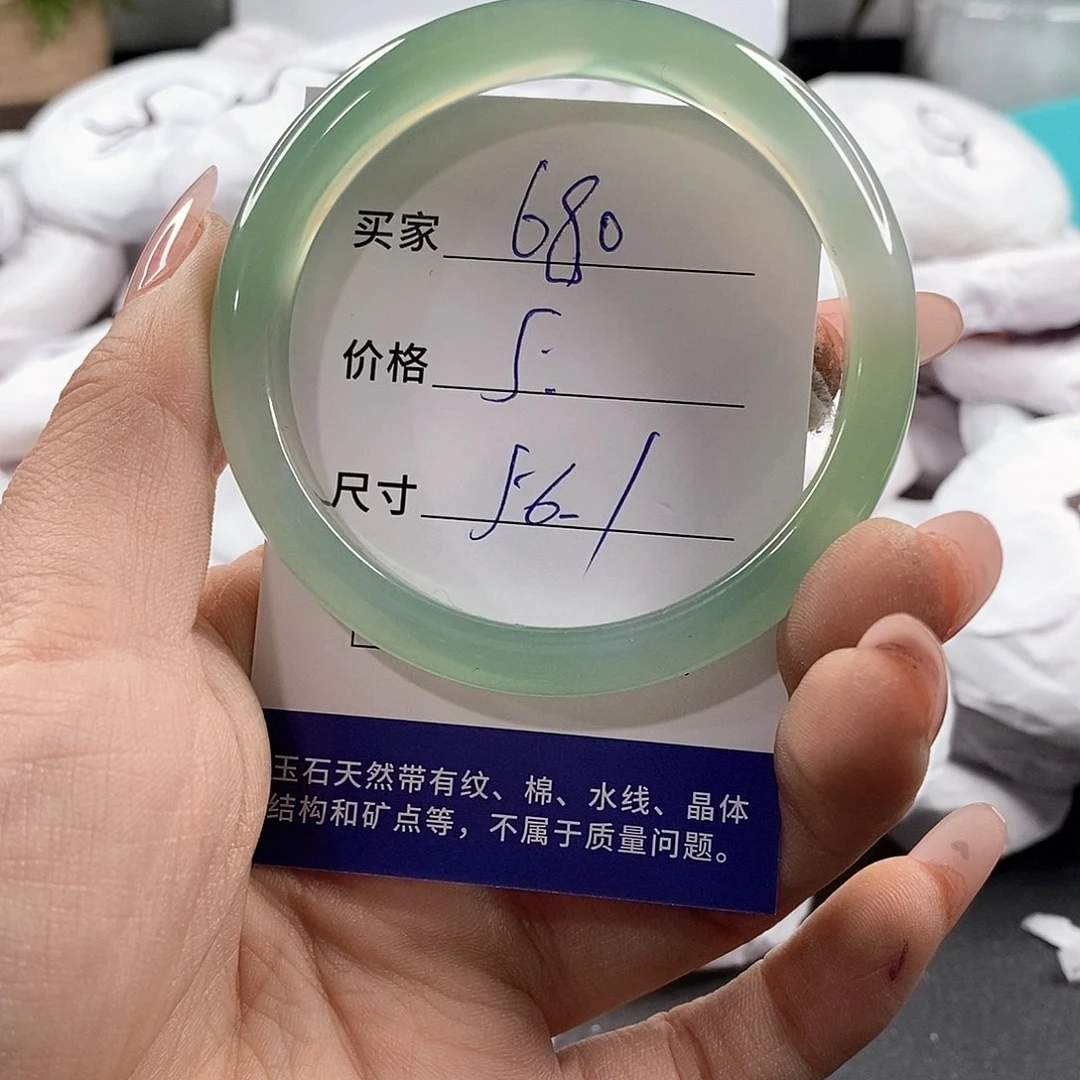 买家 680
价格
尺寸 56-1
玉石天然带有纹、棉、水线、晶体
结构和矿点等，不属于质量问题。